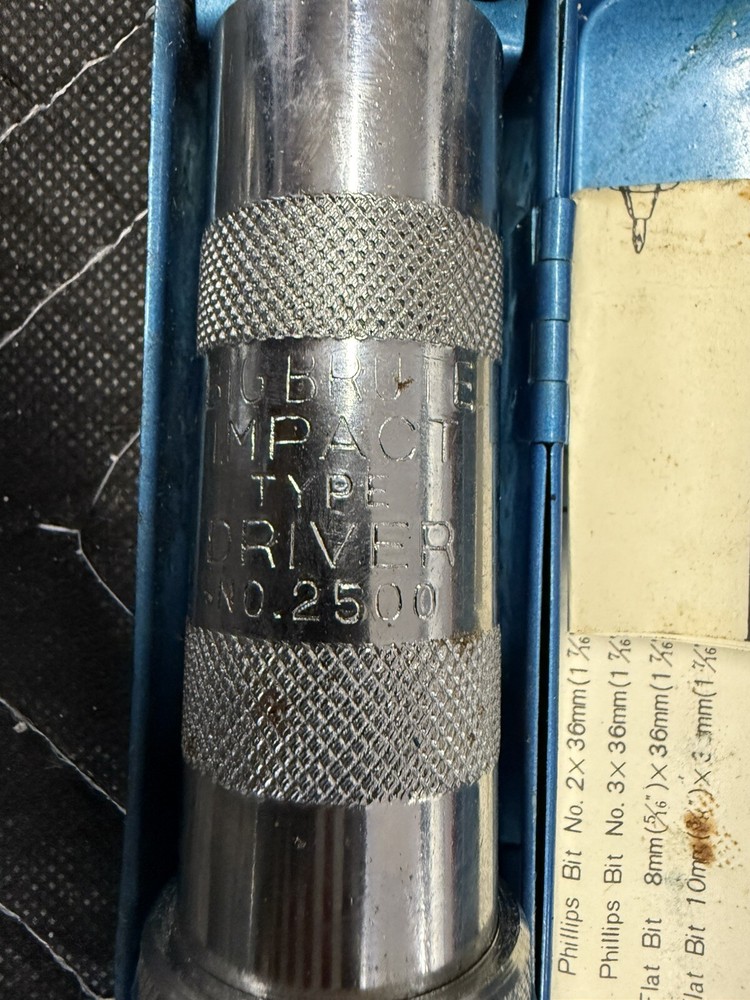 BIG BRUTE
IMPACT
TYPE
DRIVER
NO.2500
Phillips Bit No. 2 X 36mm(1 7/16
Phillips Bit No. 3 X 36mm(1 7/16
Flat Bit 8mm(5/16")X 36mm(1 7/16
Bit 10mm